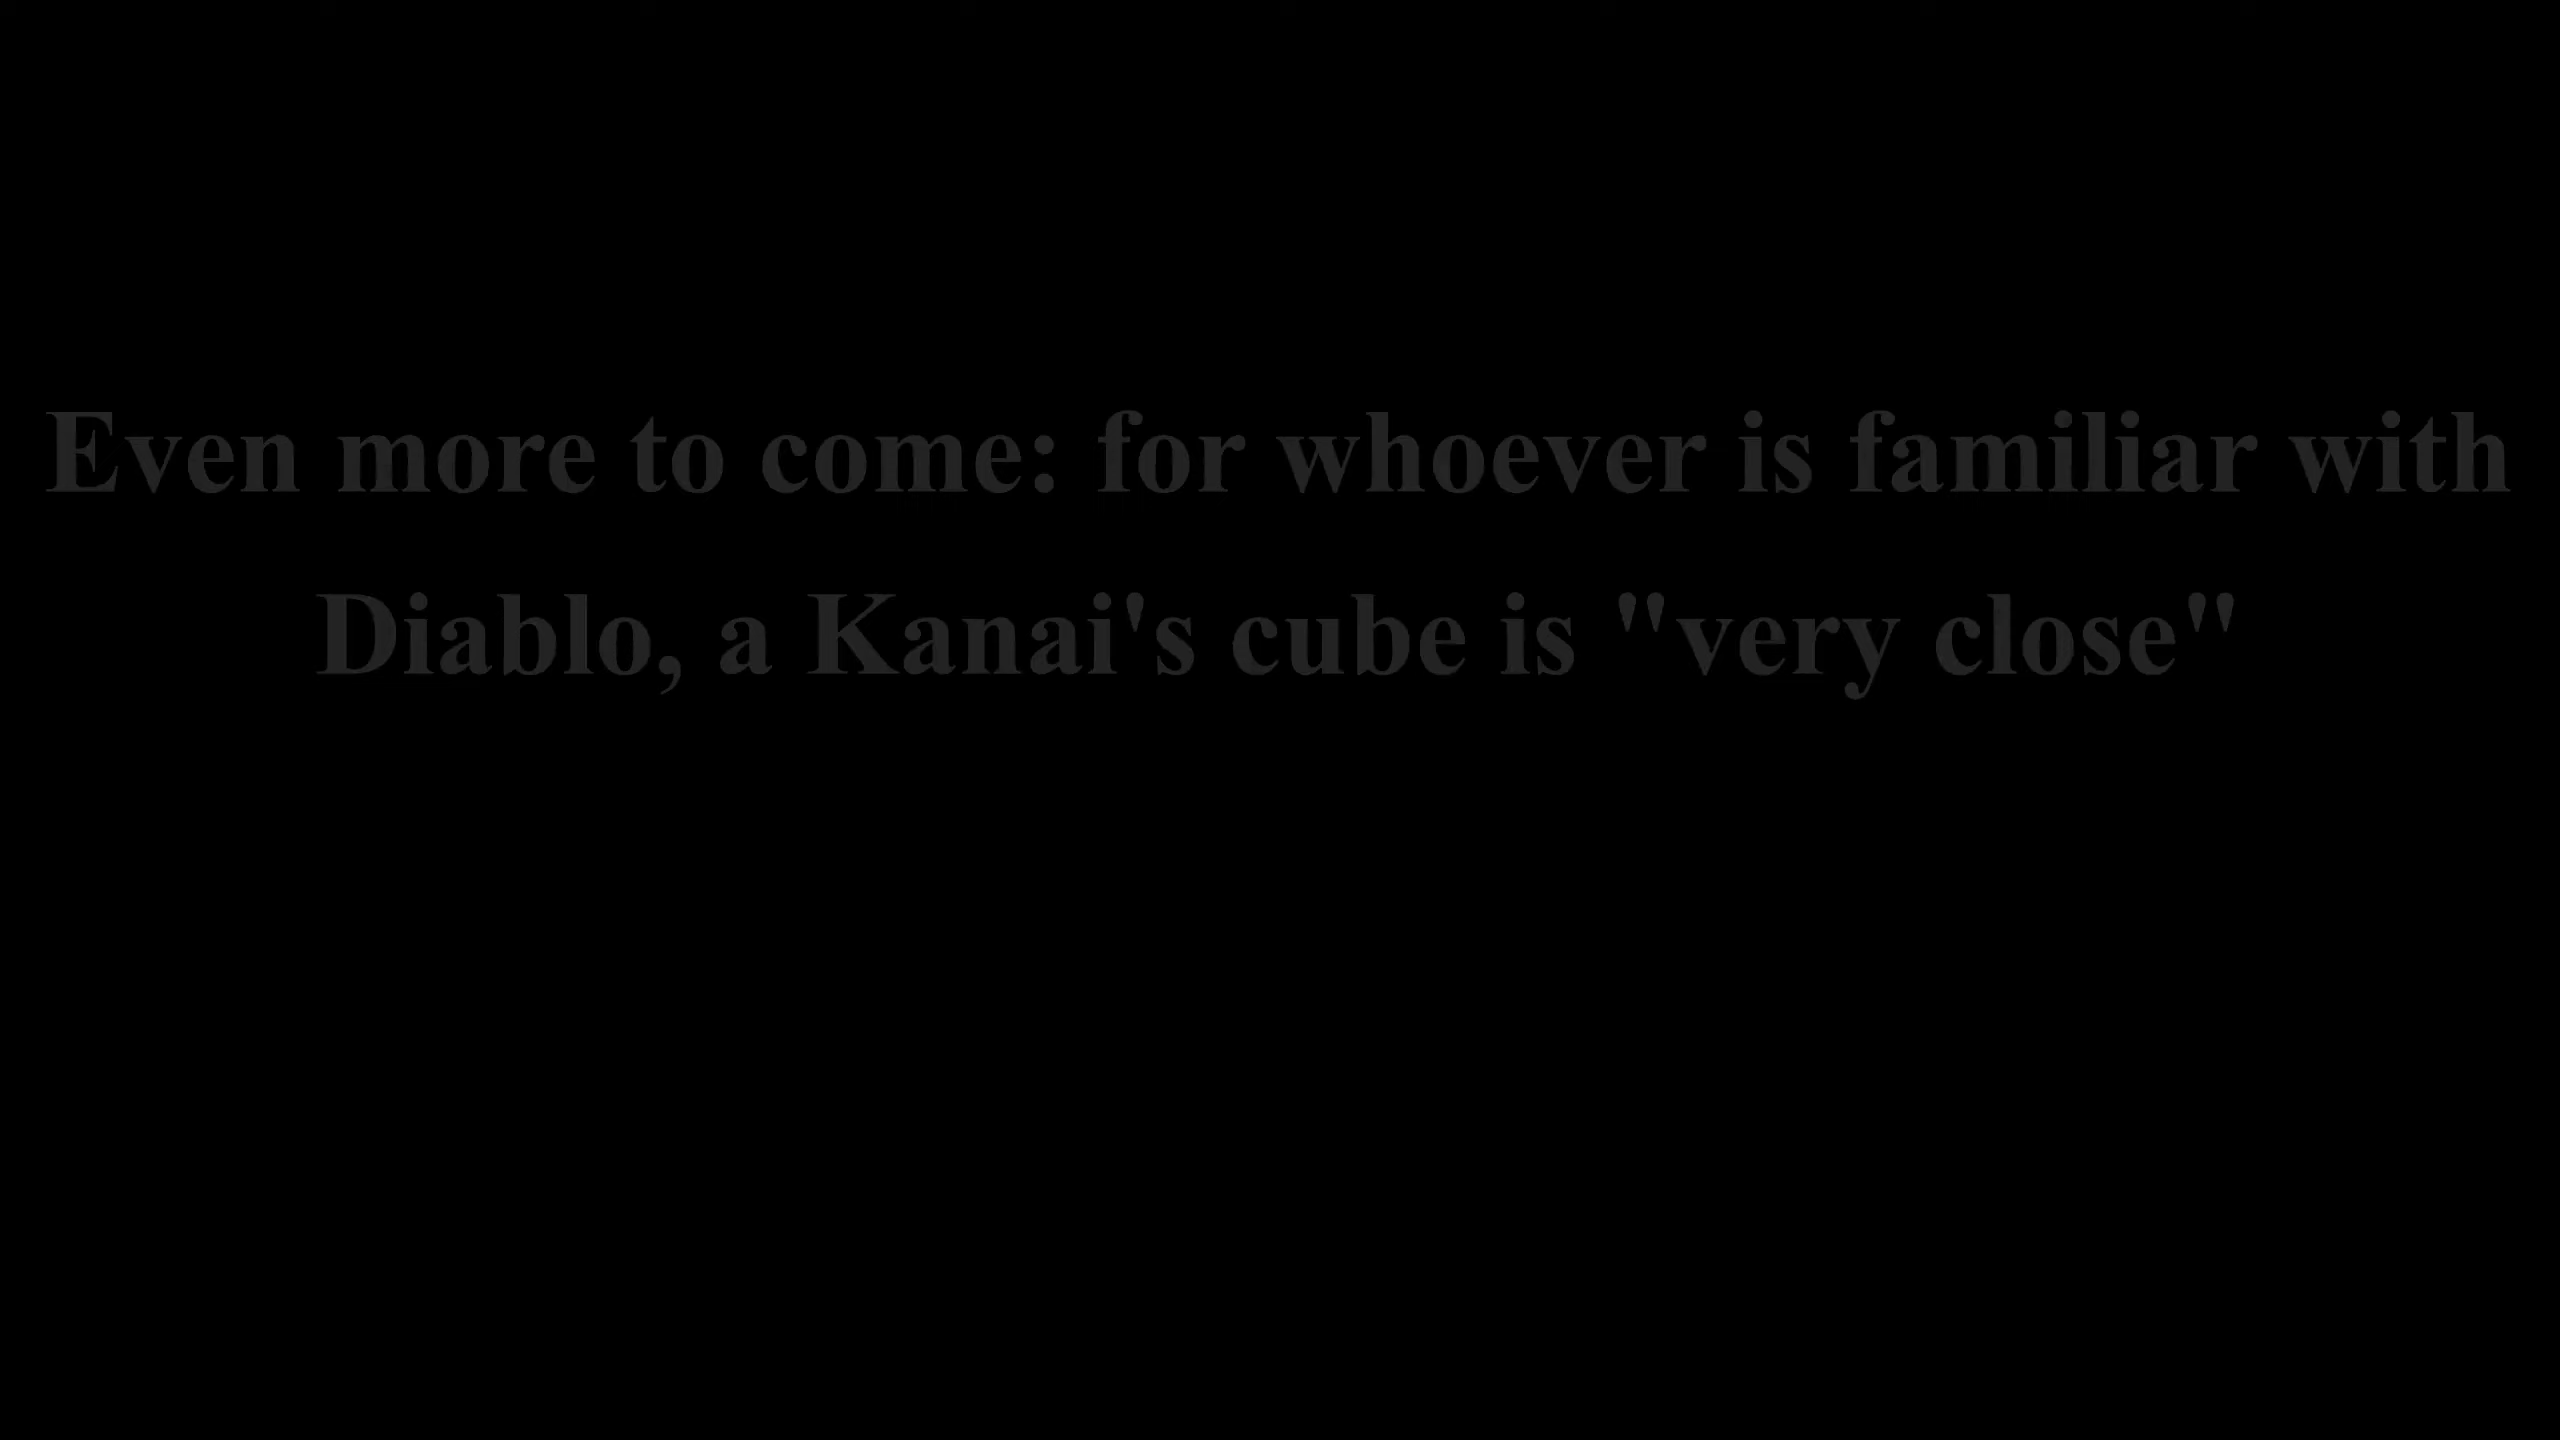 Even more to come: for whoever is familiar with
Diablo, a Kanai's cube is "very close"